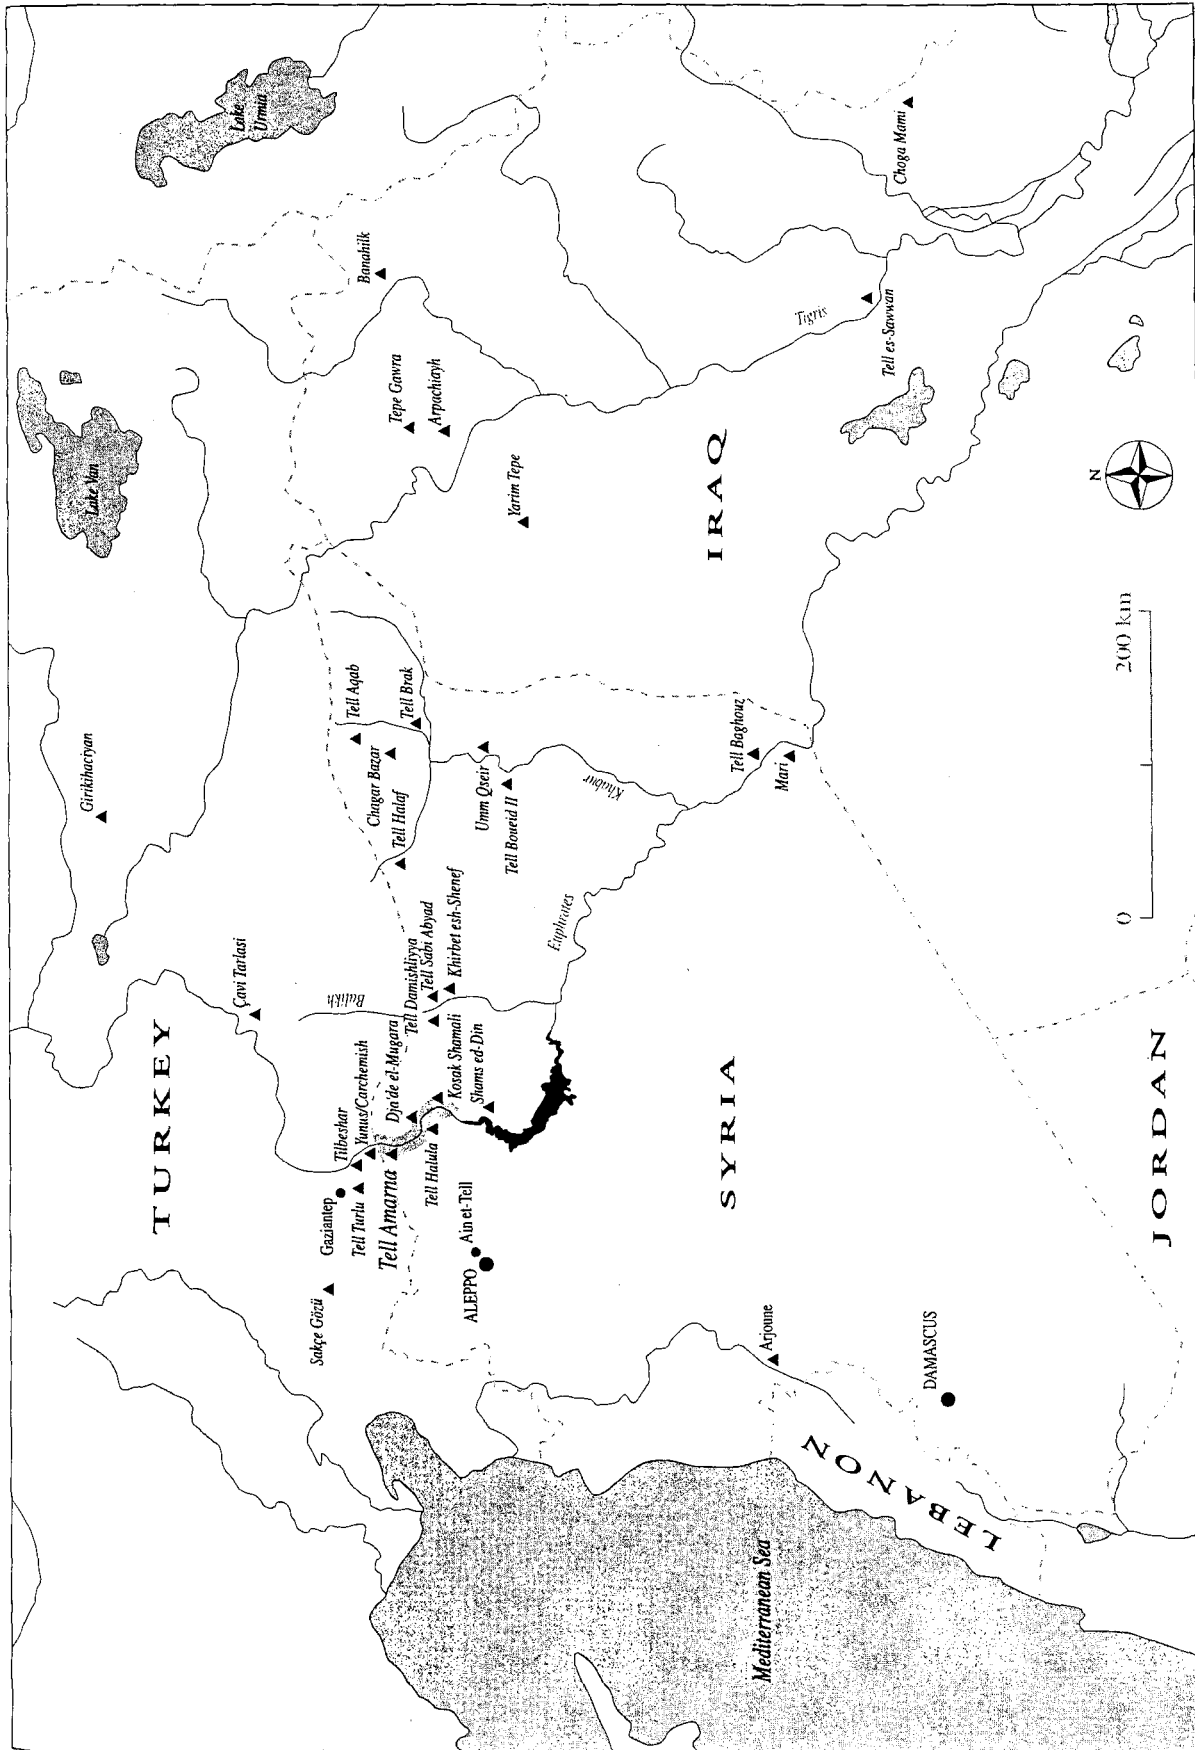 Lake
Urmia
Lake Van
Girikihaciyan
TURKEY
Çavi Tarlasi
Banahilk
Tepe Gawra
Arpachiayh
Yarim Tepe
Tell Aqab
Tell Brak
Chagar Bazar
Tell Halaf
Umm Qseir
Tell Boueid II
Khabur
Balikh
Tell Damishliyya
Tell Sabi Abyad
Khirbet esh-Shenef
Tilbeshar
Yunus/Carchemish
Dja'de el-Mugara
Kosak Shamali
Shams ed-Din
Gaziantep
Tell Turlu
Tell Amarna
Tell Halula
Sakçe Gözü
Ain et-Tell
ALEPPO
Euphrates
Tigris
Choga Mami
Tell es-Sawwan
IRAQ
Tell Baghouz
Mari
SYRIA
Arjoune
DAMASCUS
LEBANON
Mediterranean Sea
JORDAN
N
D
0
200 km